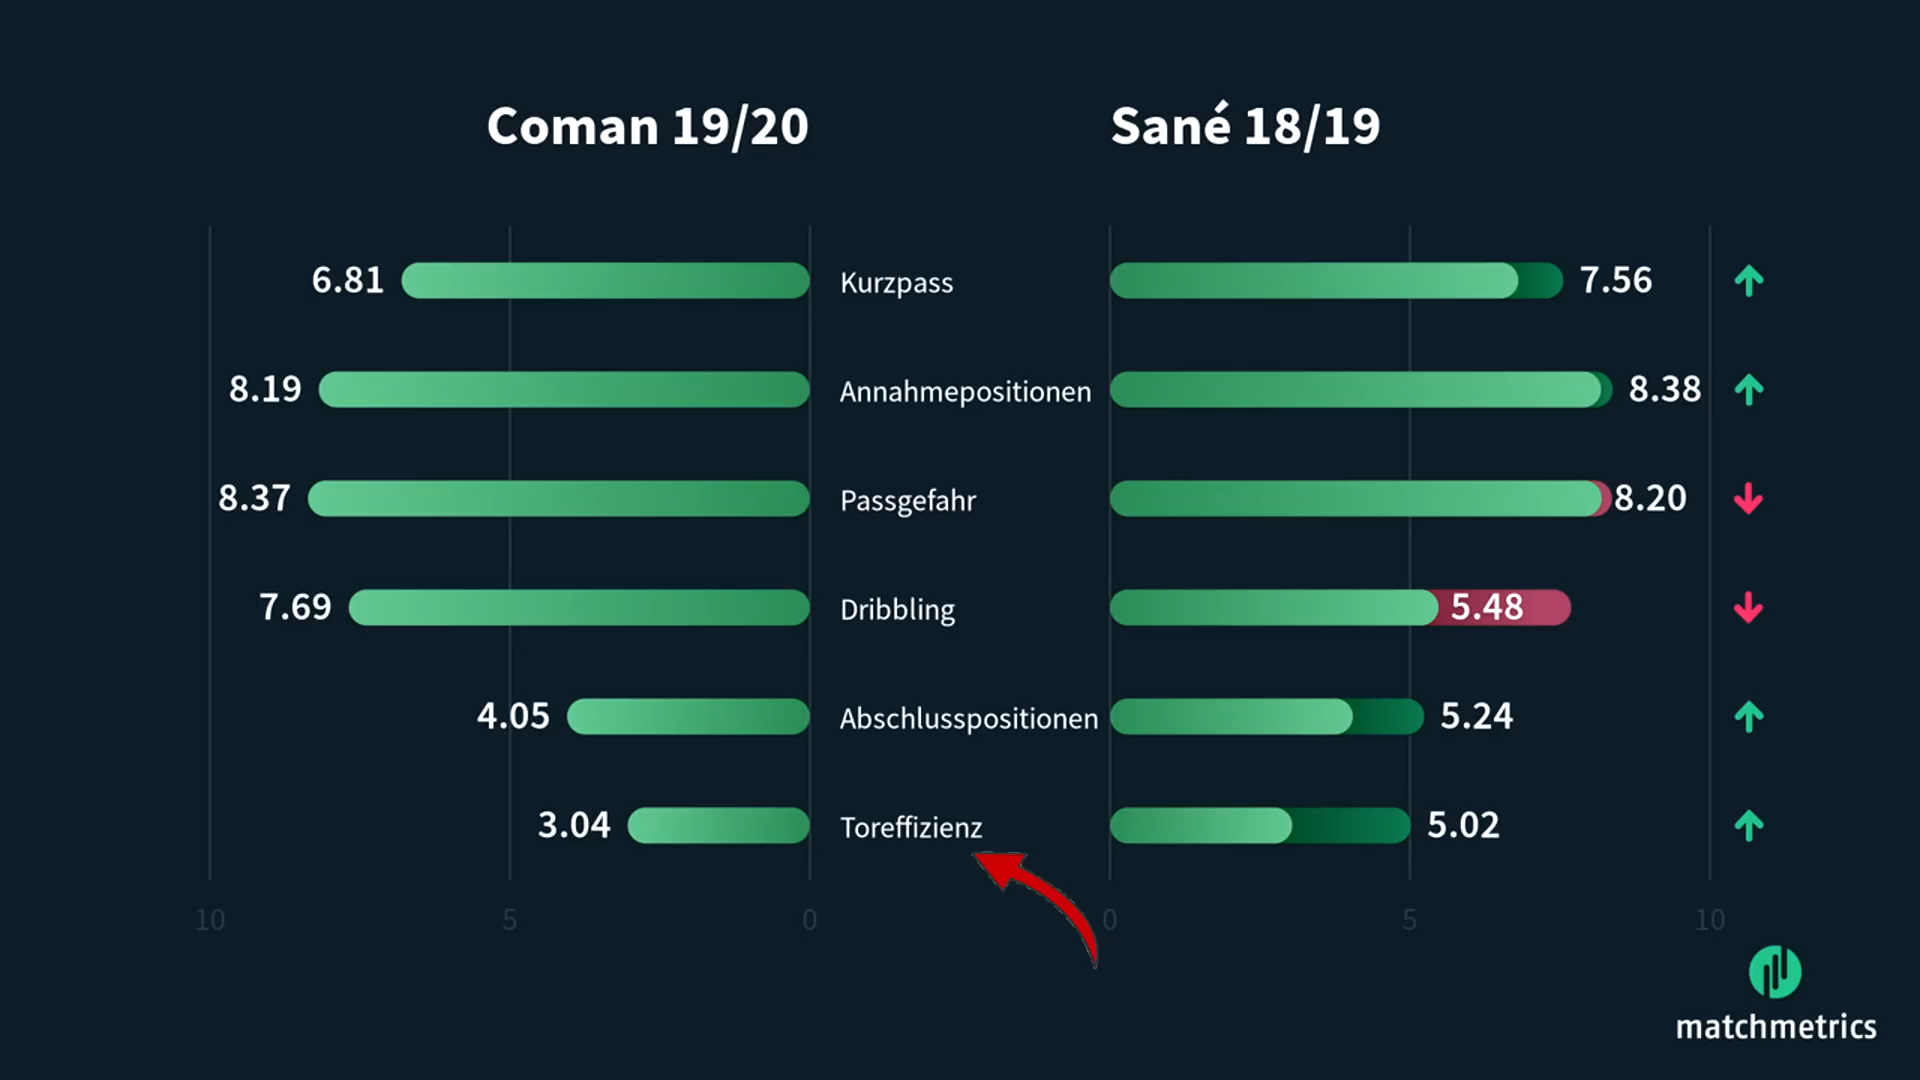 Coman 19/20 Sané 18/19
6.81 Kurzpass 7.56
8.19 Annahmepositionen 8.38
8.37 Passgefahr 8.20
7.69 Dribbling 5.48
4.05 Abschlusspositionen 5.24
3.04 Toreffizienz 5.02
10 5 0 0 5 10
matchmetrics